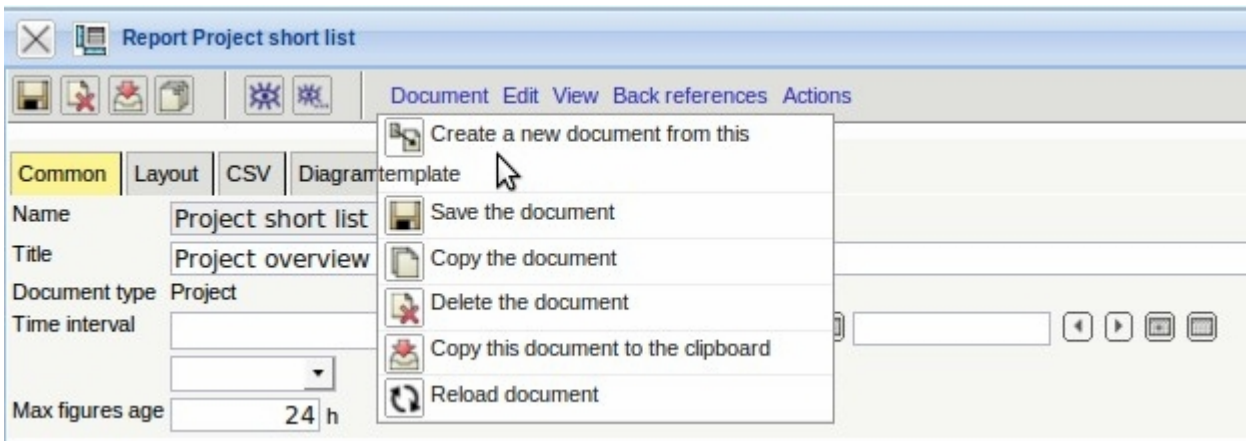 Report Project short list
Document Edit View Back references Actions
Create a new document from this
template
Common Layout CSV Diagram
Save the document
Name Project short list
Copy the document
Title Project overview
Delete the document
Document type Project
Time interval
Copy this document to the clipboard
Reload document
Max figures age 24 h